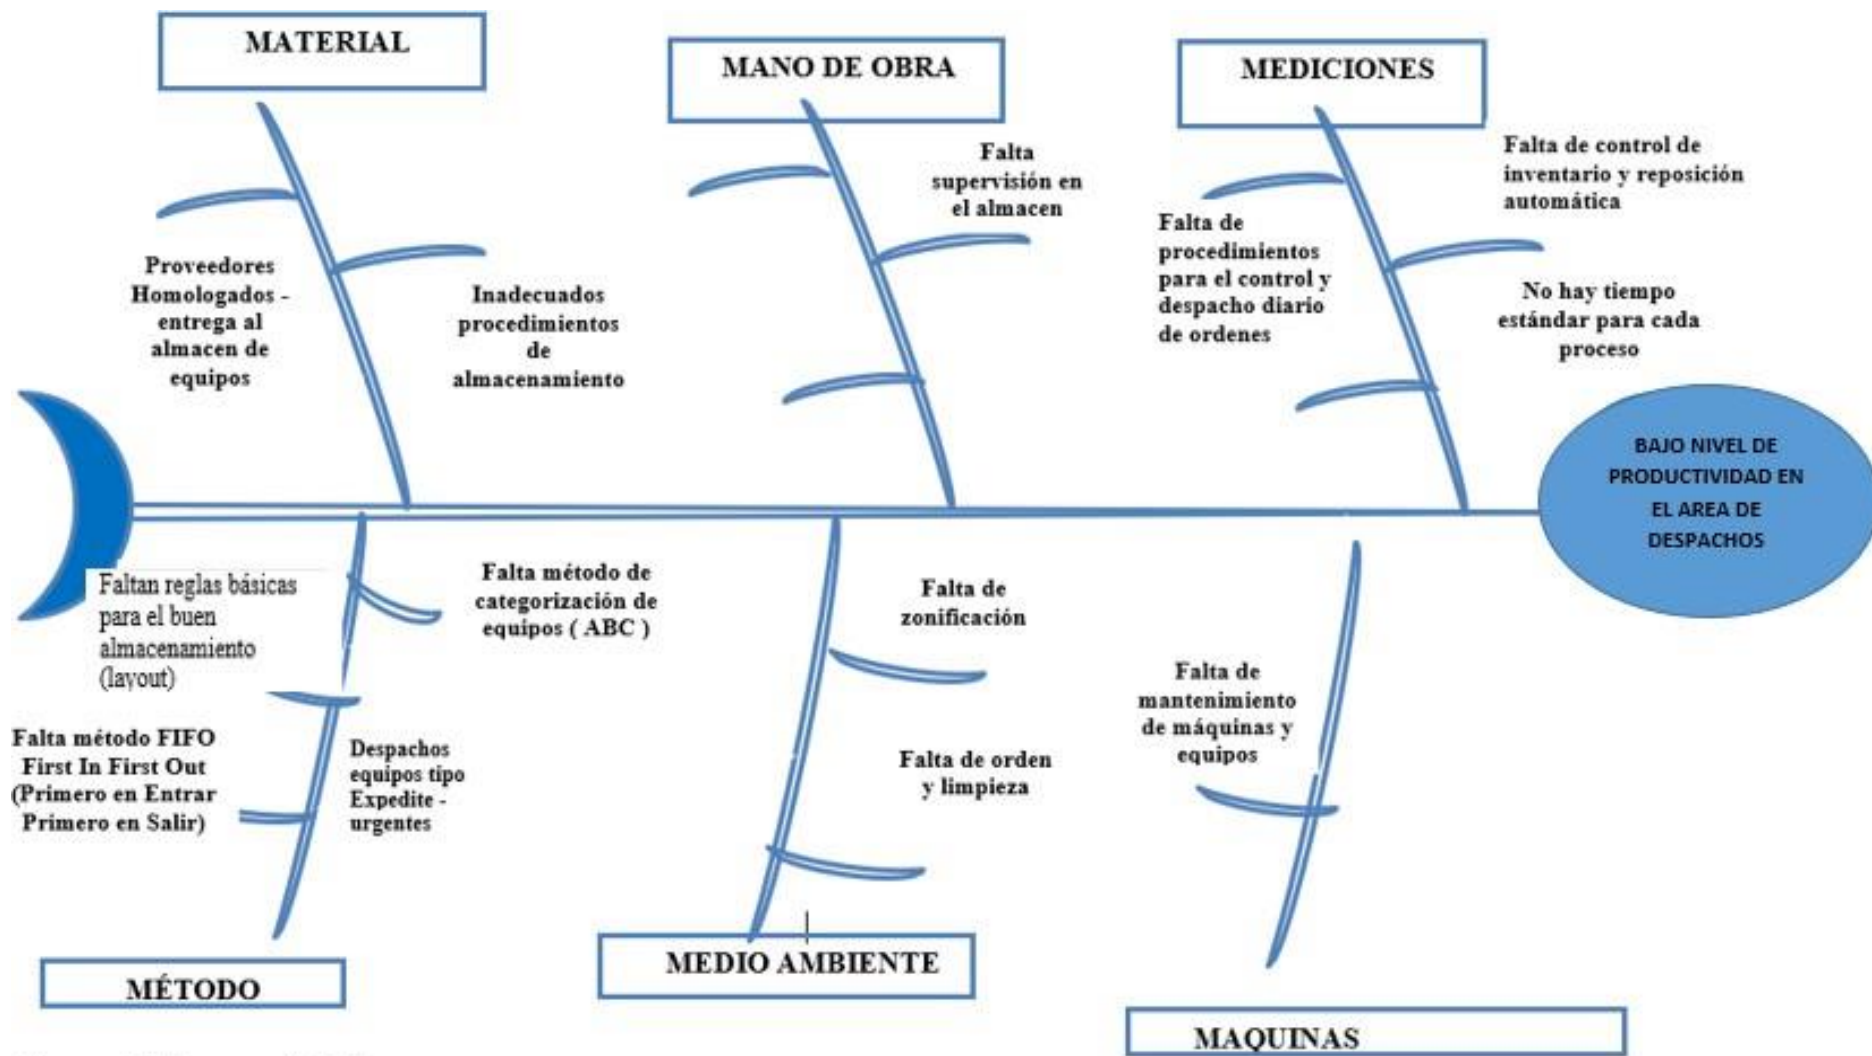 MATERIAL
MANO DE OBRA
MEDICIONES
Proveedores
Homologados -
entrega al
almacen de
equipos
Inadecuados
procedimientos
de
almacenamiento
Falta
supervisión en
el almacen
Falta de
procedimientos
para el control y
despacho diario
de ordenes
Falta de control de
inventario y reposición
automática
No hay tiempo
estándar para cada
proceso
BAJO NIVEL DE
PRODUCTIVIDAD EN
EL AREA DE
DESPACHOS
Faltan reglas básicas
para el buen
almacenamiento
(layout)
Falta método de
categorización de
equipos ( ABC )
Falta método FIFO
First In First Out
(Primero en Entrar
Primero en Salir)
Despachos
equipos tipo
Expedite -
urgentes
Falta de
zonificación
Falta de orden
y limpieza
Falta de
mantenimiento
de máquinas y
equipos
MÉTODO
MEDIO AMBIENTE
MAQUINAS